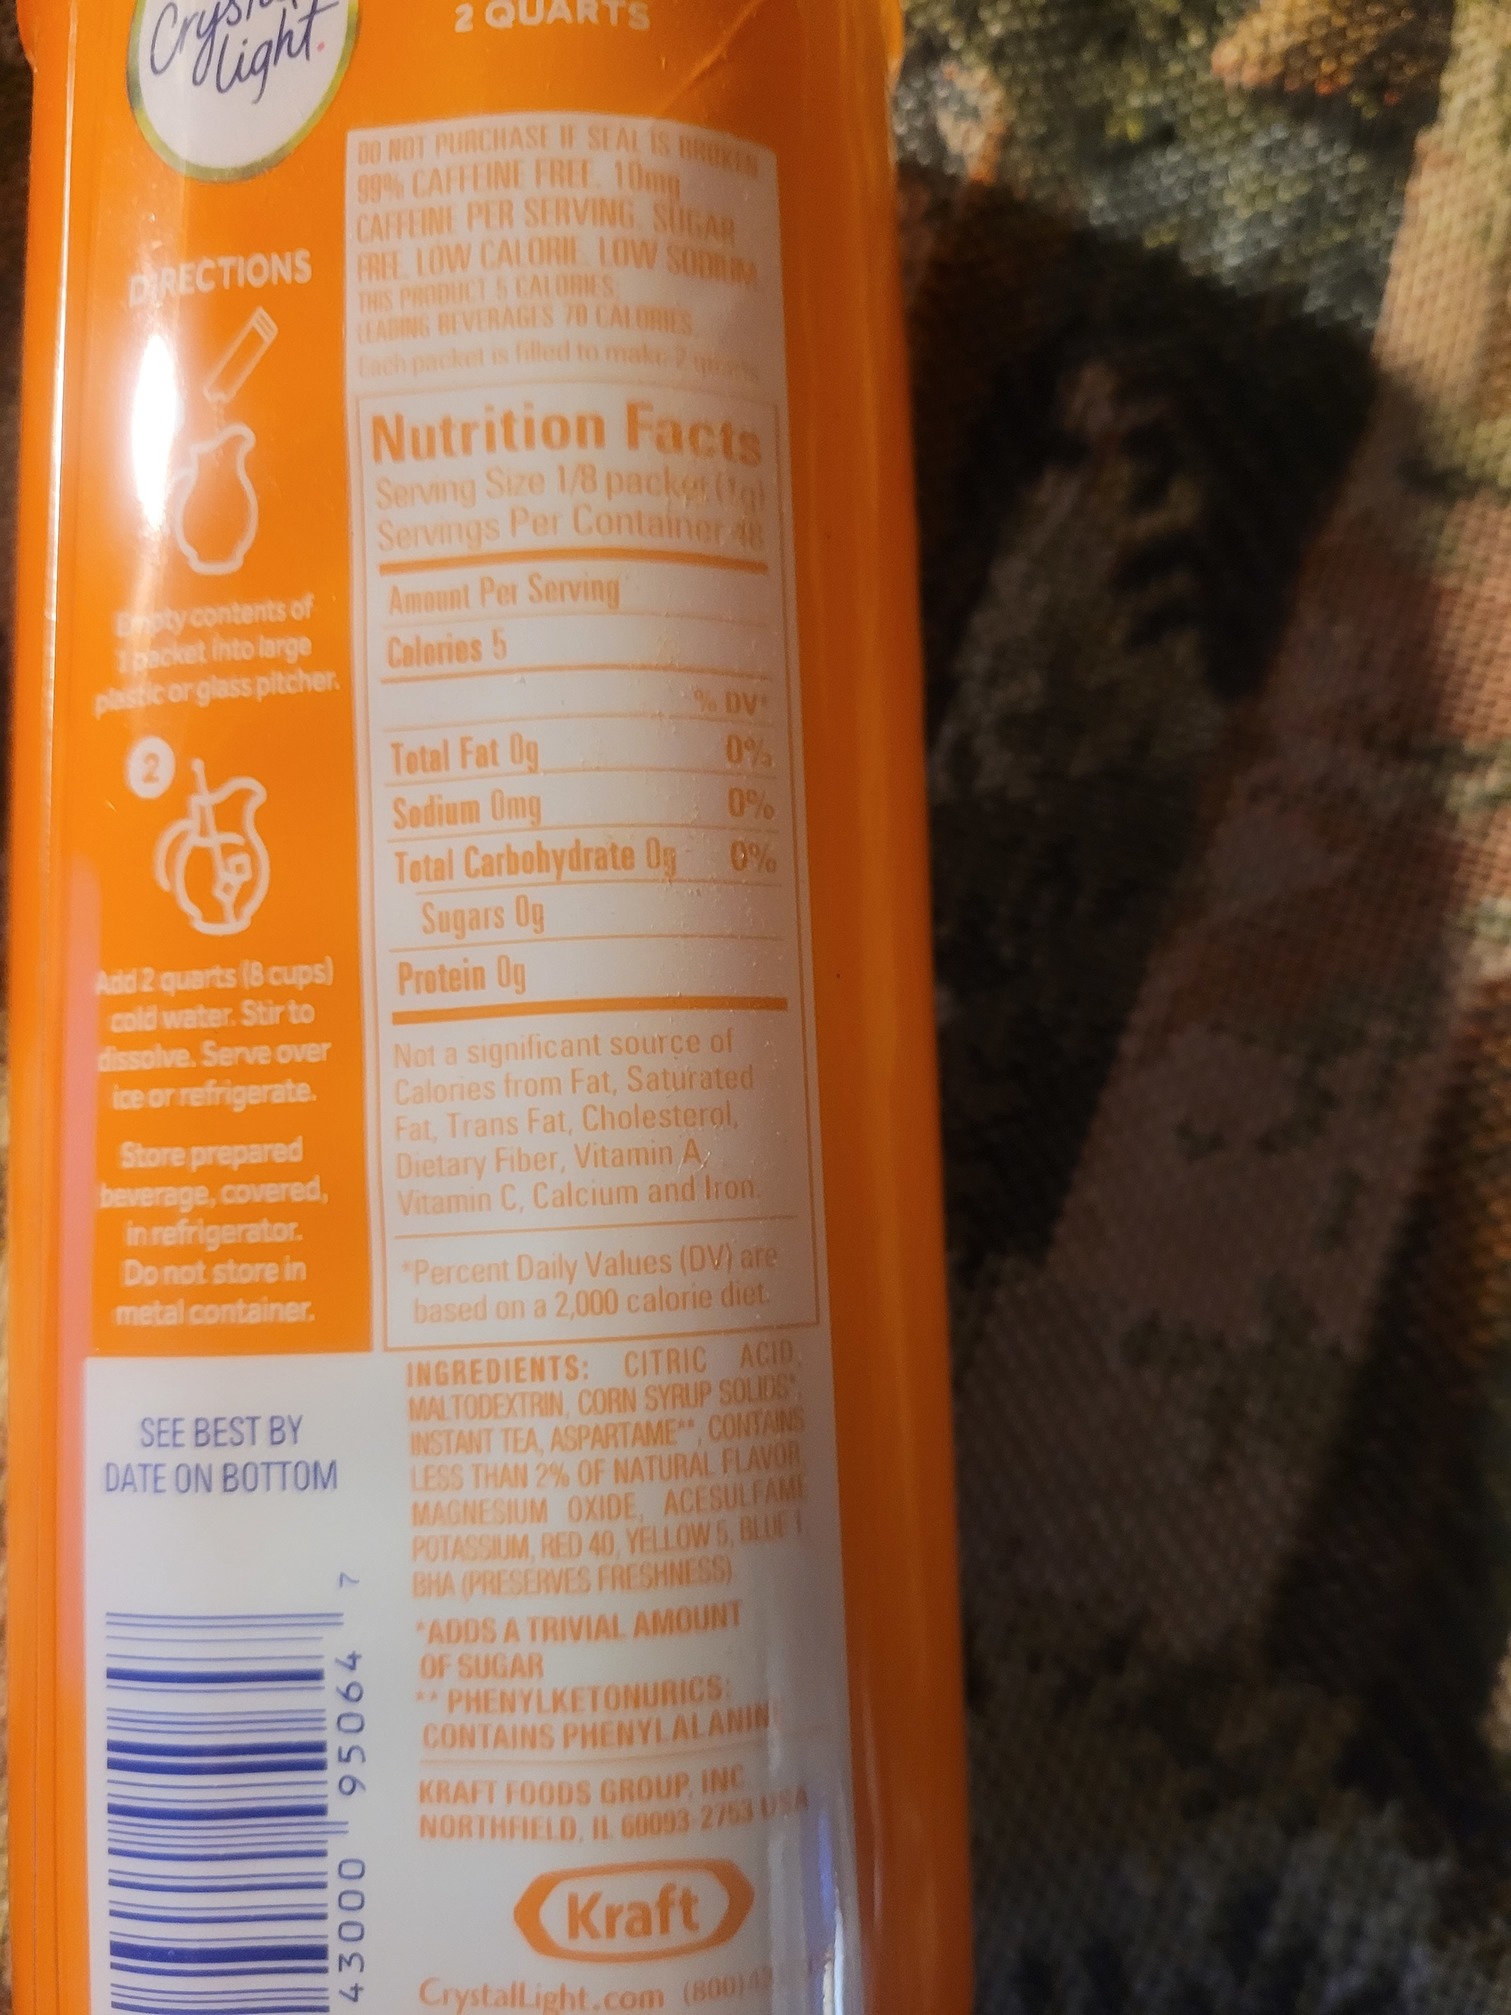 Crystal
Light.
2 QUARTS
DIRECTIONS
Empty contents of
1 packet into large
plastic or glass pitcher.
2
Add 2 quarts (8 cups)
cold water. Stir to
dissolve. Serve over
ice or refrigerate.
Store prepared
beverage, covered,
in refrigerator.
Do not store in
metal container.
SEE BEST BY
DATE ON BOTTOM
43000 95064 7
DO NOT PURCHASE IF SEAL IS BROKEN
99% CAFFEINE FREE. 10mg
CAFFEINE PER SERVING. SUGAR
FREE. LOW CALORIE. LOW SODIUM
THIS PRODUCT 5 CALORIES;
LEADING BEVERAGES 70 CALORIES.
Each packet is filled to make 2 quarts
Nutrition Facts
Serving Size 1/8 packet (1g)
Servings Per Container 48
Amount Per Serving
Calories 5
% DV*
Total Fat 0g 0%
Sodium 0mg 0%
Total Carbohydrate 0g 0%
Sugars 0g
Protein 0g
Not a significant source of
Calories from Fat, Saturated
Fat, Trans Fat, Cholesterol,
Dietary Fiber, Vitamin A,
Vitamin C, Calcium and Iron.
*Percent Daily Values (DV) are
based on a 2,000 calorie diet.
INGREDIENTS: CITRIC ACID,
MALTODEXTRIN, CORN SYRUP SOLIDS*,
INSTANT TEA, ASPARTAME**, CONTAINS
LESS THAN 2% OF NATURAL FLAVOR,
MAGNESIUM OXIDE, ACESULFAME
POTASSIUM, RED 40, YELLOW 5, BLUE 1,
BHA (PRESERVES FRESHNESS).
*ADDS A TRIVIAL AMOUNT
OF SUGAR
** PHENYLKETONURICS:
CONTAINS PHENYLALANIN
KRAFT FOODS GROUP, INC.
NORTHFIELD, IL 60093-2753 USA
Kraft
CrystalLight.com (800)